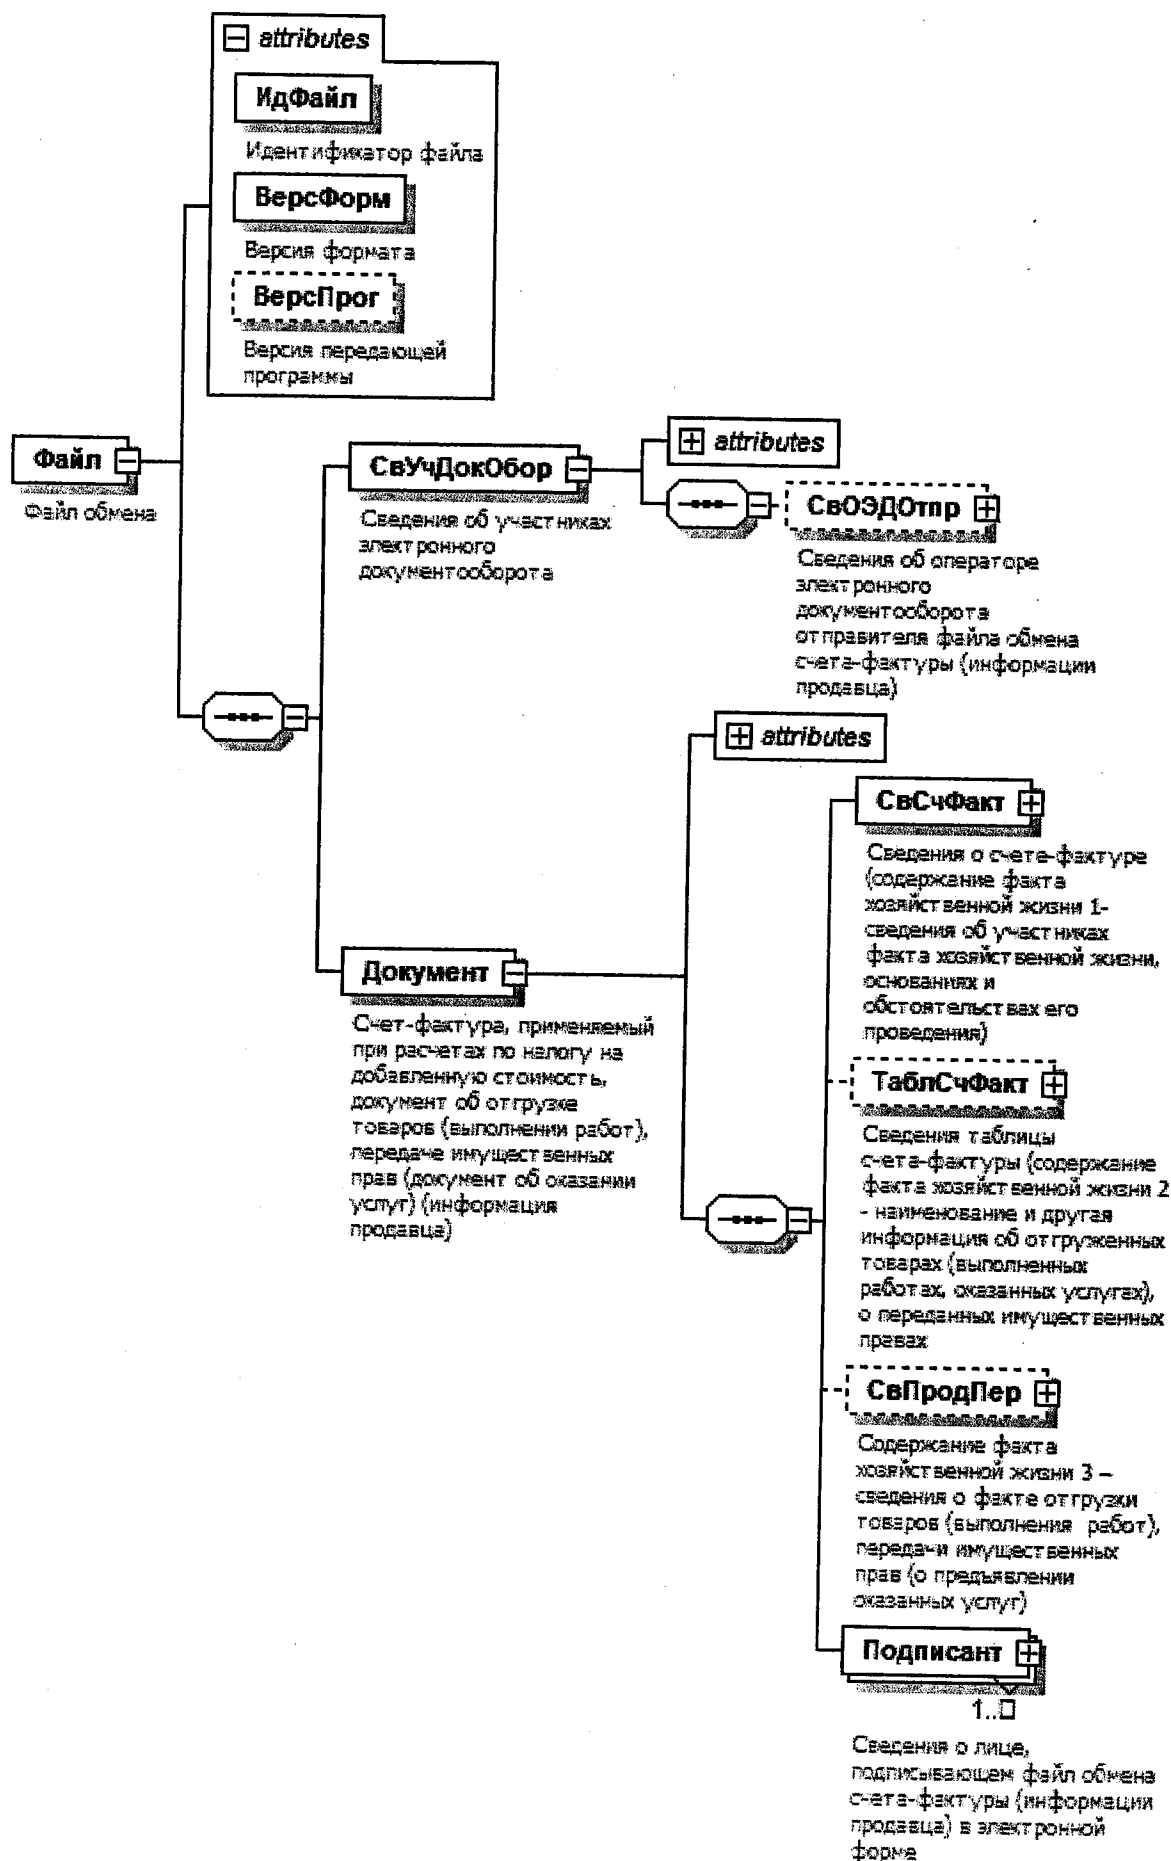 attributes
ИдФайл
Идентификатор файла
ВерсФорм
Версия формата
ВерсПрог
Версия передающей
программы
Файл
Файл обмена
СвУчДокОбор
Сведения об участниках
электронного
документооборота
attributes
СвОЭДОтпр
Сведения об операторе
электронного
документооборота
отправителя файла обмена
счета-фактуры (информации
продавца)
attributes
СвСчФакт
Сведения о счете-фактуре
(содержание факта
хозяйственной жизни 1-
сведения об участниках
факта хозяйственной жизни,
основаниях и
обстоятельствах его
проведения)
Документ
Счет-фактура, применяемый
при расчетах по налогу на
добавленную стоимость,
документ об отгрузке
товаров (выполнении работ),
передаче имущественных
прав (документ об оказании
услуг) (информация
продавца)
ТаблСчФакт
Сведения таблицы
счета-фактуры (содержание
факта хозяйственной жизни 2
- наименование и другая
информация об отгруженных
товарах (выполненных
работах, оказанных услугах),
о переданных имущественных
правах
СвПродПер
Содержание факта
хозяйственной жизни 3 –
сведения о факте отгрузки
товаров (выполнения работ),
передачи имущественных
прав (о предъявлении
оказанных услуг)
Подписант
1..□
Сведения о лице,
подписывающем файл обмена
счета-фактуры (информации
продавца) в электронной
форме